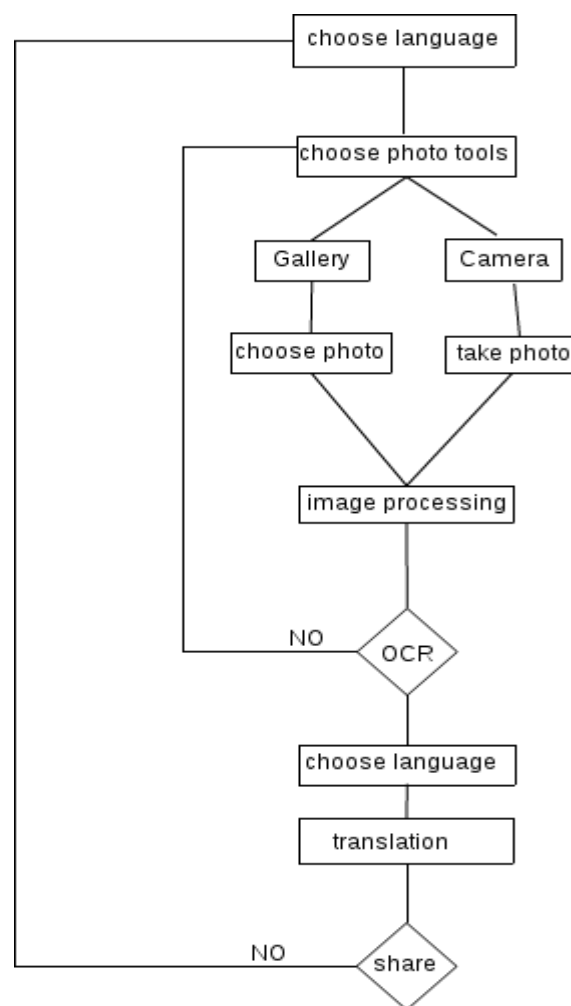 choose language
choose photo tools
Gallery
Camera
choose photo
take photo
image processing
NO
OCR
choose language
translation
NO
share